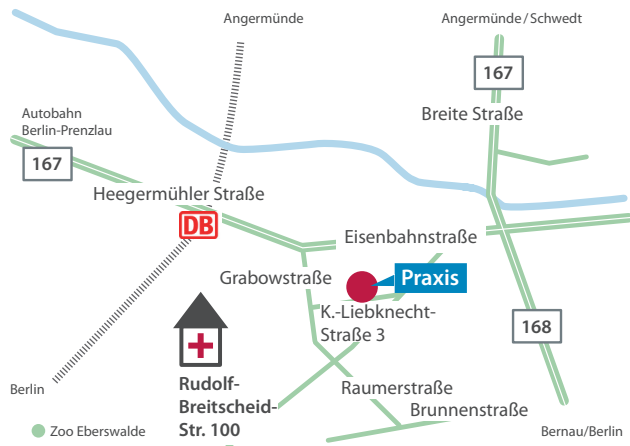 Angermünde
Angermünde/Schwedt
167
Breite Straße
Autobahn
Berlin-Prenzlau
167
Heegermühler Straße
DB
Eisenbahnstraße
Grabowstraße
Praxis
K.-Liebknecht-
Straße 3
168
Rudolf-
Breitscheid-
Str. 100
Berlin
Raumerstraße
Brunnenstraße
Zoo Eberswalde
Bernau/Berlin